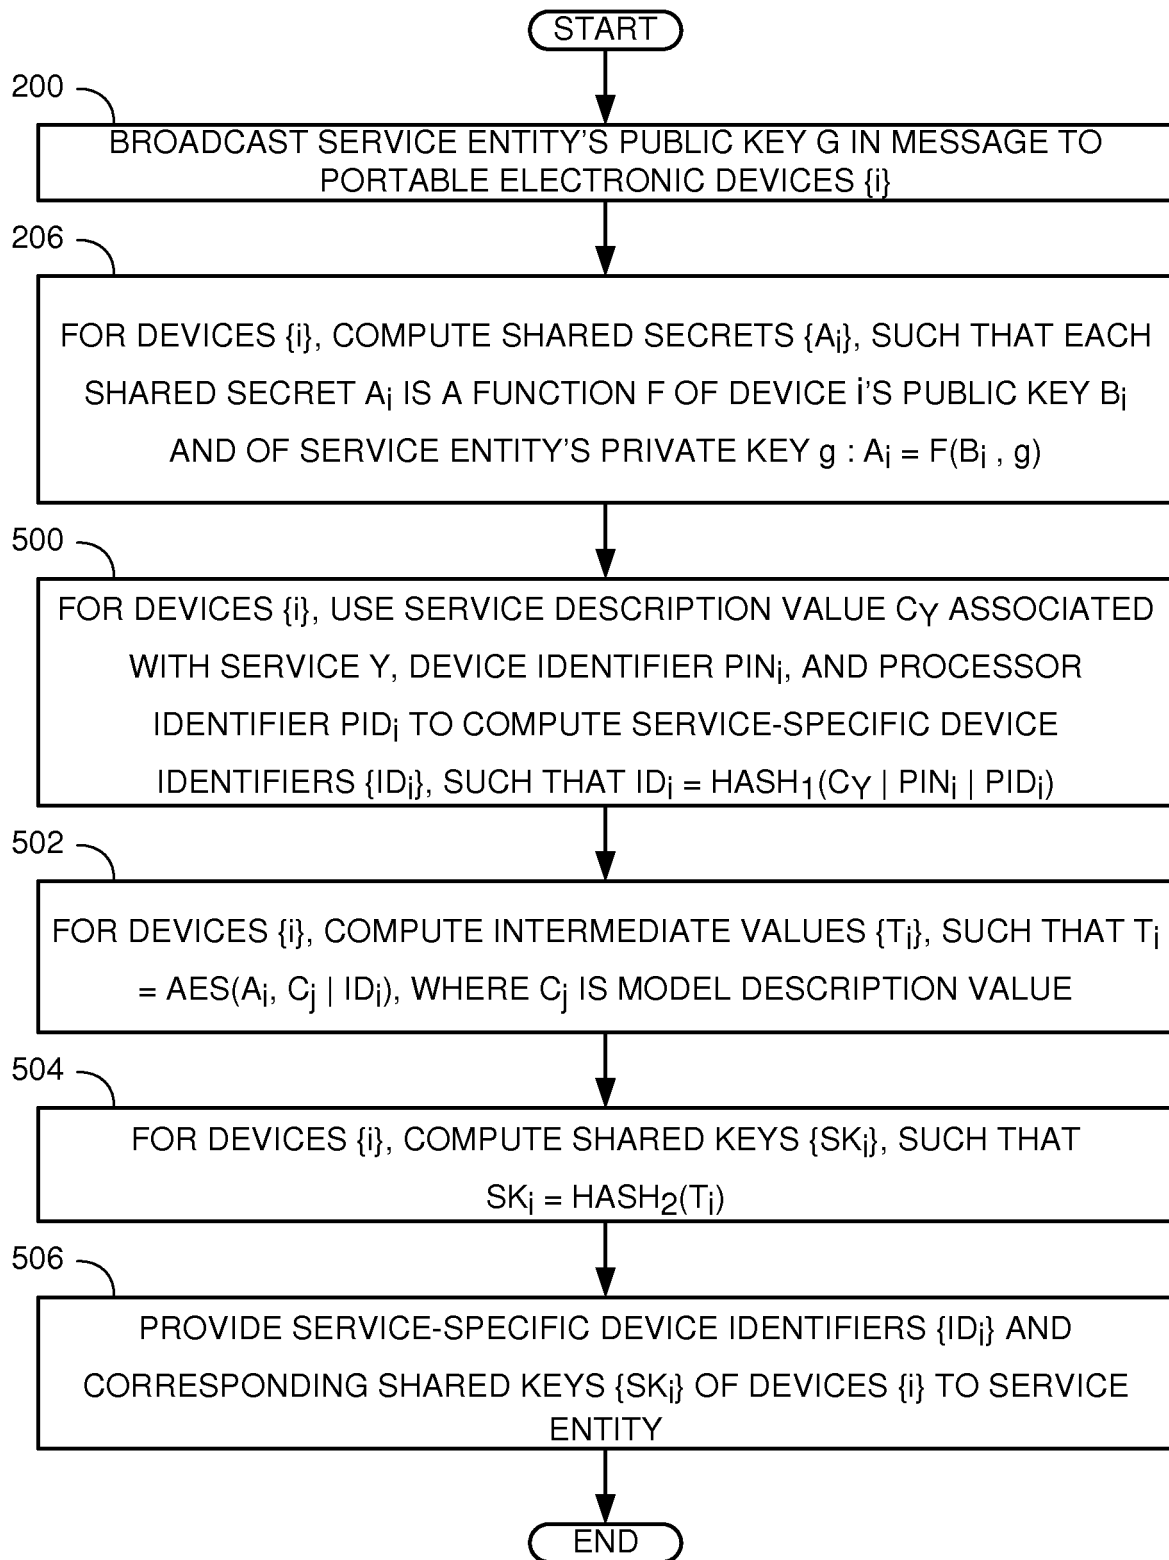 START
200
BROADCAST SERVICE ENTITY'S PUBLIC KEY G IN MESSAGE TO
PORTABLE ELECTRONIC DEVICES {i}
206
FOR DEVICES {i}, COMPUTE SHARED SECRETS {Ai}, SUCH THAT EACH
SHARED SECRET Ai IS A FUNCTION F OF DEVICE i'S PUBLIC KEY Bi
AND OF SERVICE ENTITY'S PRIVATE KEY g : Ai = F(Bi , g)
500
FOR DEVICES {i}, USE SERVICE DESCRIPTION VALUE CY ASSOCIATED
WITH SERVICE Y, DEVICE IDENTIFIER PINi, AND PROCESSOR
IDENTIFIER PIDi TO COMPUTE SERVICE-SPECIFIC DEVICE
IDENTIFIERS {IDi}, SUCH THAT IDi = HASH1(CY | PINi | PIDi)
502
FOR DEVICES {i}, COMPUTE INTERMEDIATE VALUES {Ti}, SUCH THAT Ti
= AES(Ai, Cj | IDi), WHERE Cj IS MODEL DESCRIPTION VALUE
504
FOR DEVICES {i}, COMPUTE SHARED KEYS {SKi}, SUCH THAT
SKi = HASH2(Ti)
506
PROVIDE SERVICE-SPECIFIC DEVICE IDENTIFIERS {IDi} AND
CORRESPONDING SHARED KEYS {SKi} OF DEVICES {i} TO SERVICE
ENTITY
END